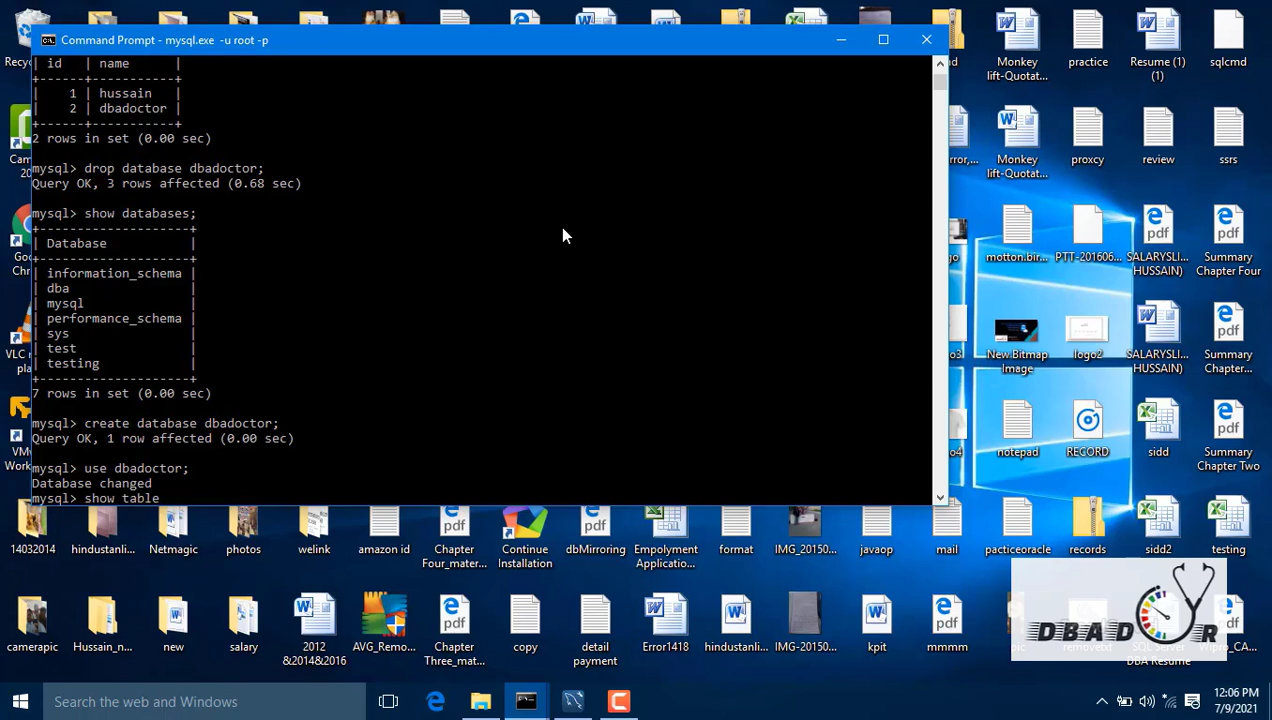 Command Prompt - mysql.exe -u root -p
| id | name |
+------+-----------+
| 1 | hussain |
| 2 | dbadoctor |
+------+-----------+
2 rows in set (0.00 sec)
mysql> drop database dbadoctor;
Query OK, 3 rows affected (0.68 sec)
mysql> show databases;
+--------------------+
| Database |
+--------------------+
| information_schema |
| dba |
| mysql |
| performance_schema |
| sys |
| test |
| testing |
+--------------------+
7 rows in set (0.00 sec)
mysql> create database dbadoctor;
Query OK, 1 row affected (0.00 sec)
mysql> use dbadoctor;
Database changed
mysql> show table
Monkey
lift-Quotat...
practice
Resume (1)
(1)
sqlcmd
Monkey
lift-Quotat...
proxcy
review
ssrs
motton.bir...
PTT-201606...
SALARYSLI...
HUSSAIN)
Summary
Chapter Four
New Bitmap
Image
logo2
SALARYSLI...
HUSSAIN)
Summary
Chapter...
notepad
RECORD
sidd
Summary
Chapter Two
14032014
hindustanli...
Netmagic
photos
welink
amazon id
Chapter
Four_mater...
Continue
Installation
dbMirroring
Empolyment
Applicatio...
format
IMG_20150...
javaop
mail
pacticeoracle
records
sidd2
testing
camerapic
Hussain_n...
new
salary
2012
&2014&2016
AVG_Remo...
Chapter
Three_mat...
copy
detail
payment
Error1418
hindustanli...
IMG-20150...
kpit
mmmm
removetxt
SQL Server
DBA Resume
Wipro_CA...
DBAD R
Search the web and Windows
12:06 PM
7/9/2021